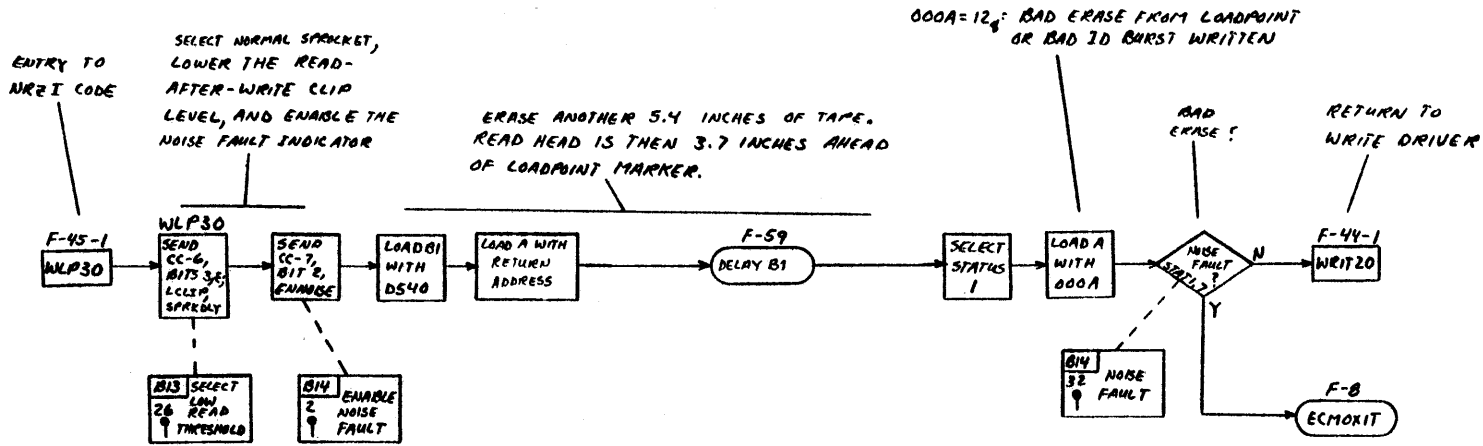 000A = 12₈: BAD ERASE FROM LOADPOINT
OR BAD ID BURST WRITTEN
ENTRY TO
NRZI CODE
SELECT NORMAL SPROCKET,
LOWER THE READ-
AFTER-WRITE CLIP
LEVEL, AND ENABLE THE
NOISE FAULT INDICATOR
ERASE ANOTHER 5.4 INCHES OF TAPE.
READ HEAD IS THEN 3.7 INCHES AHEAD
OF LOADPOINT MARKER.
BAD
ERASE?
RETURN TO
WRITE DRIVER
F-45-1
WLP30
WLP30
SEND
CC-6,
BITS 3,5;
LCLIP,
SPRKDLY
SEND
CC-7,
BIT 2,
ENABLE
LOAD B1
WITH
D540
LOAD A WITH
RETURN
ADDRESS
F-59
DELAY B1
SELECT
STATUS
1
LOAD A
WITH
000A
NOISE
FAULT
STAT1,7?
N
Y
F-44-1
WRIT20
B13
26
SELECT
LOW
READ
THRESHOLD
B14
2
ENABLE
NOISE
FAULT
B14
32
NOISE
FAULT
F-8
ECMOXIT